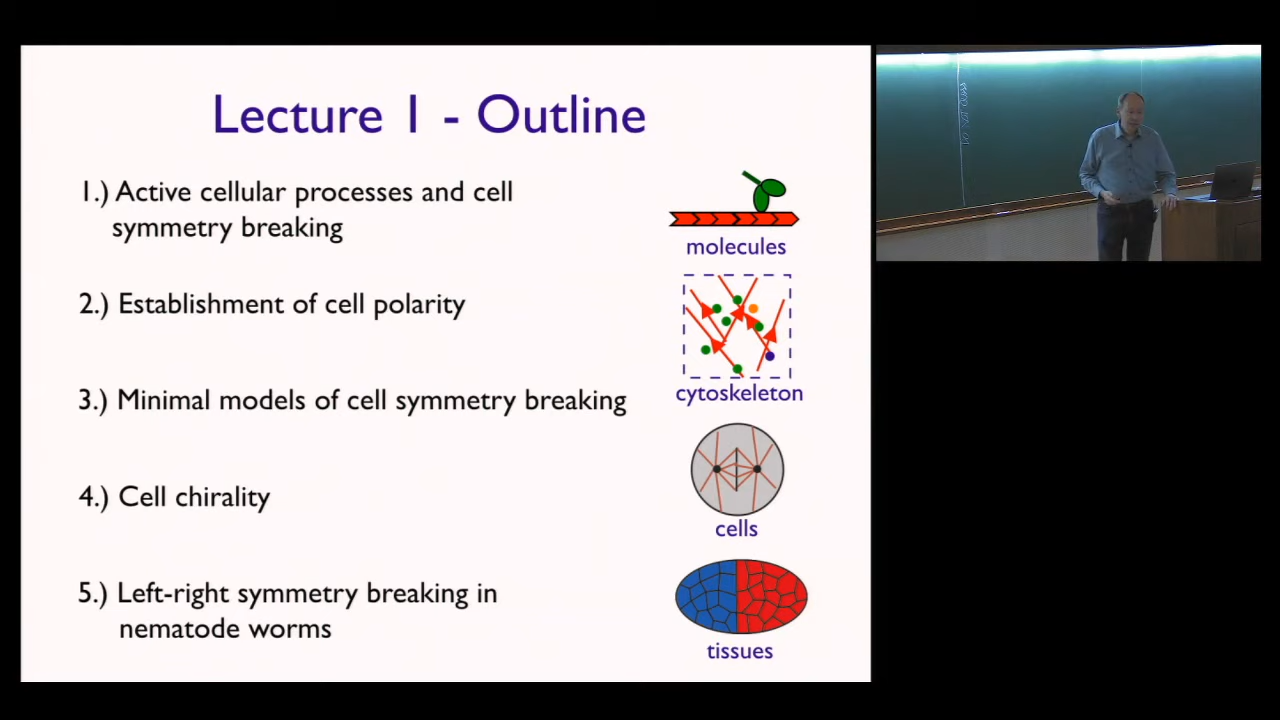 Lecture 1 - Outline
1.) Active cellular processes and cell
symmetry breaking
molecules
2.) Establishment of cell polarity
cytoskeleton
3.) Minimal models of cell symmetry breaking
4.) Cell chirality
cells
5.) Left-right symmetry breaking in
nematode worms
tissues